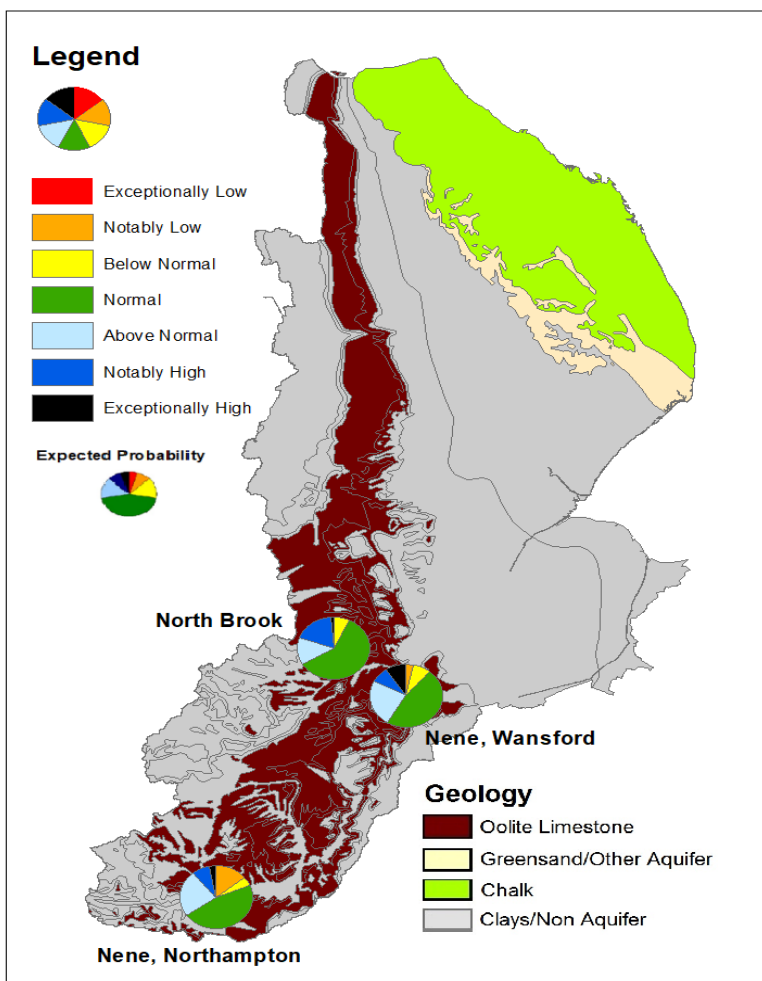 Legend
Exceptionally Low
Notably Low
Below Normal
Normal
Above Normal
Notably High
Exceptionally High
Expected Probability
North Brook
Nene, Wansford
Geology
Oolite Limestone
Greensand/Other Aquifer
Chalk
Clays/Non Aquifer
Nene, Northampton